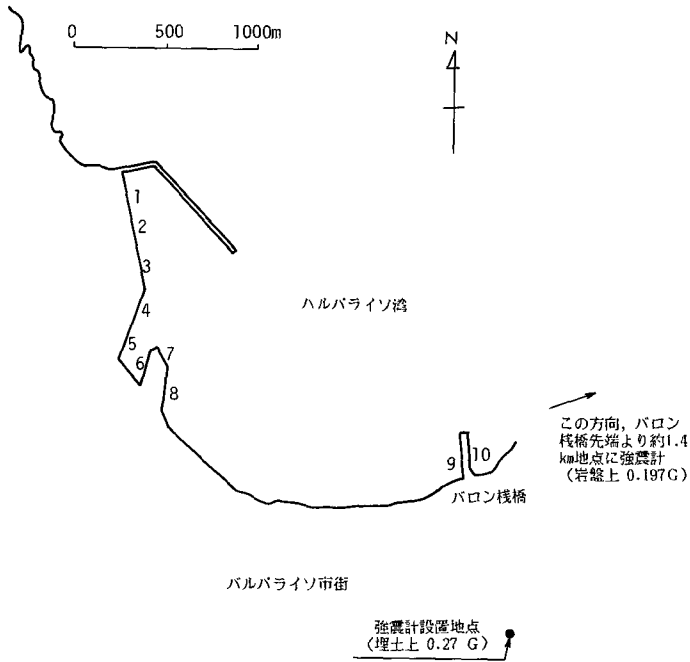 0 500 1000m
N
1
2
3
4
5
6
7
8
9 10
ハルパライソ湾
この方向，バロン
桟橋先端より約1.4
km地点に強震計
（岩盤上 0.197G）
バロン桟橋
バルパライソ市街
強震計設置地点
（埋土上 0.27 G）